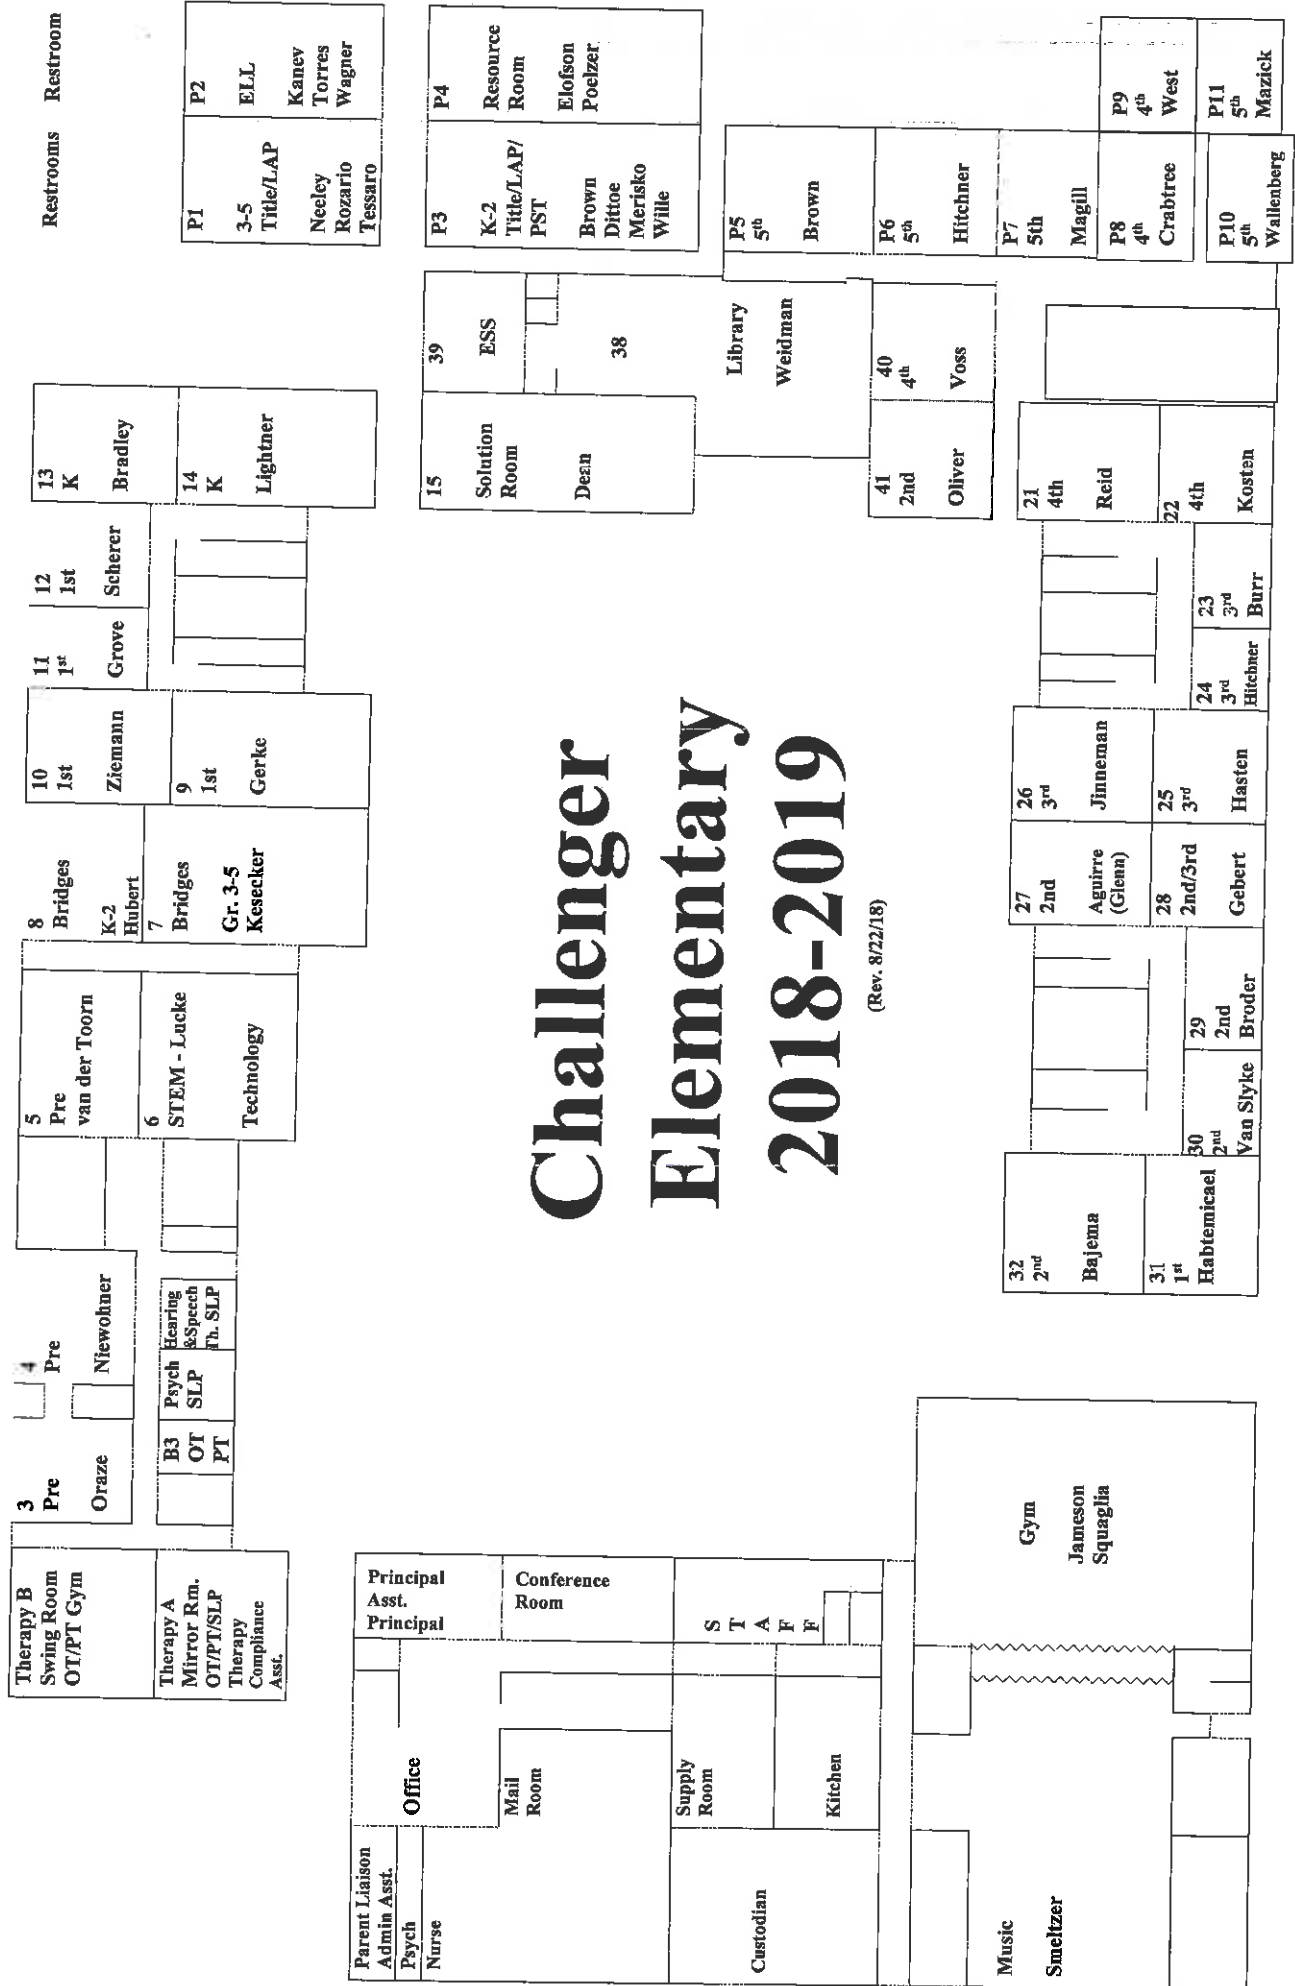 Therapy B
Swing Room
OT/PT Gym
Therapy A
Mirror Rm.
OT/PT/SLP
Therapy
Compliance
Asst.
3
Pre
Oraze
4
Pre
Niewohner
B3
OT
PT
Psych
SLP
Hearing
&Speech
Th. SLP
5
Pre
van der Toorn
6
STEM - Lucke
Technology
8
Bridges
K-2
Hubert
7
Bridges
Gr. 3-5
Kesecker
10
1st
Ziemann
9
1st
Gerke
11
1st
Grove
12
1st
Scherer
13
K
Bradley
14
K
Lightner
Restrooms
Restroom
P1
3-5
Title/LAP
Neeley
Rozario
Tessaro
P2
ELL
Kanev
Torres
Wagner
P3
K-2
Title/LAP/
PST
Brown
Dittoe
Merisko
Wille
P4
Resource
Room
Elofson
Poelzer
15
Solution
Room
Dean
39
ESS
38
Library
Weidman
41
2nd
Oliver
40
4th
Voss
P5
5th
Brown
P6
5th
Hitchner
P7
5th
Magill
P8
4th
Crabtree
P9
4th
West
P10
5th
Wallenberg
P11
5th
Mazick
Challenger
Elementary
2018-2019
(Rev. 8/22/18)
Parent Liaison
Admin Asst.
Psych
Nurse
Office
Principal
Asst.
Principal
Mail
Room
Conference
Room
Supply
Room
S
T
A
F
F
Custodian
Kitchen
Music
Smeltzer
Gym
Jameson
Squaglia
32
2nd
Bajema
31
1st
Habtemicael
30
2nd
Van Slyke
29
2nd
Broder
27
2nd
Aguirre
(Glenn)
28
2nd/3rd
Gebert
26
3rd
Jinneman
25
3rd
Hasten
24
3rd
Hitchner
23
3rd
Burr
21
4th
Reid
22
4th
Kosten